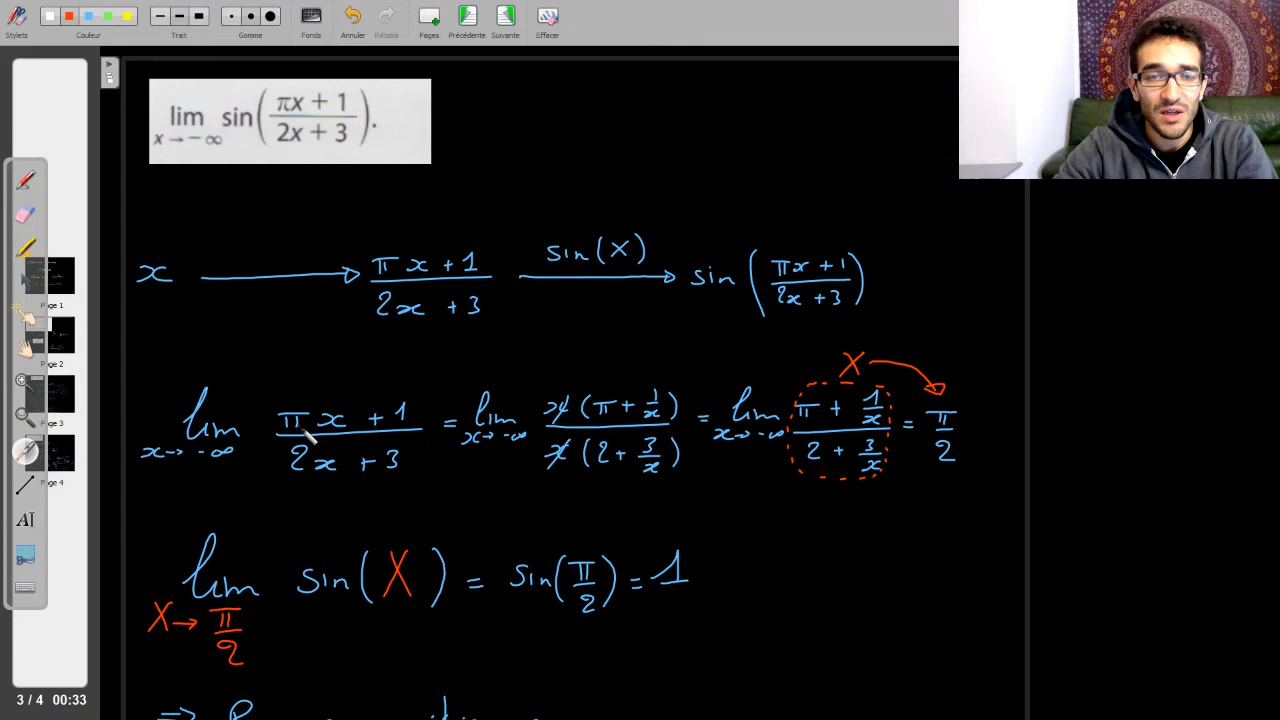 Stylets Couleur Trait Gomme Fonds Annuler Rétablir Pages Précédente Suivante Effacer
lim x→−∞ sin(πx + 1 / 2x + 3).
x ⟶ πx + 1 / 2x + 3 sin(X) ⟶ sin(πx + 1 / 2x + 3)
X
lim x→−∞ πx + 1 / 2x + 3 = lim x→−∞ x(π + 1/x) / x(2 + 3/x) = lim x→−∞ π + 1/x / 2 + 3/x = π/2
lim X→π/2 sin(X) = sin(π/2) = 1
⇒
Page 1
Page 2
Page 3
Page 4
AI
3 / 4 00:33